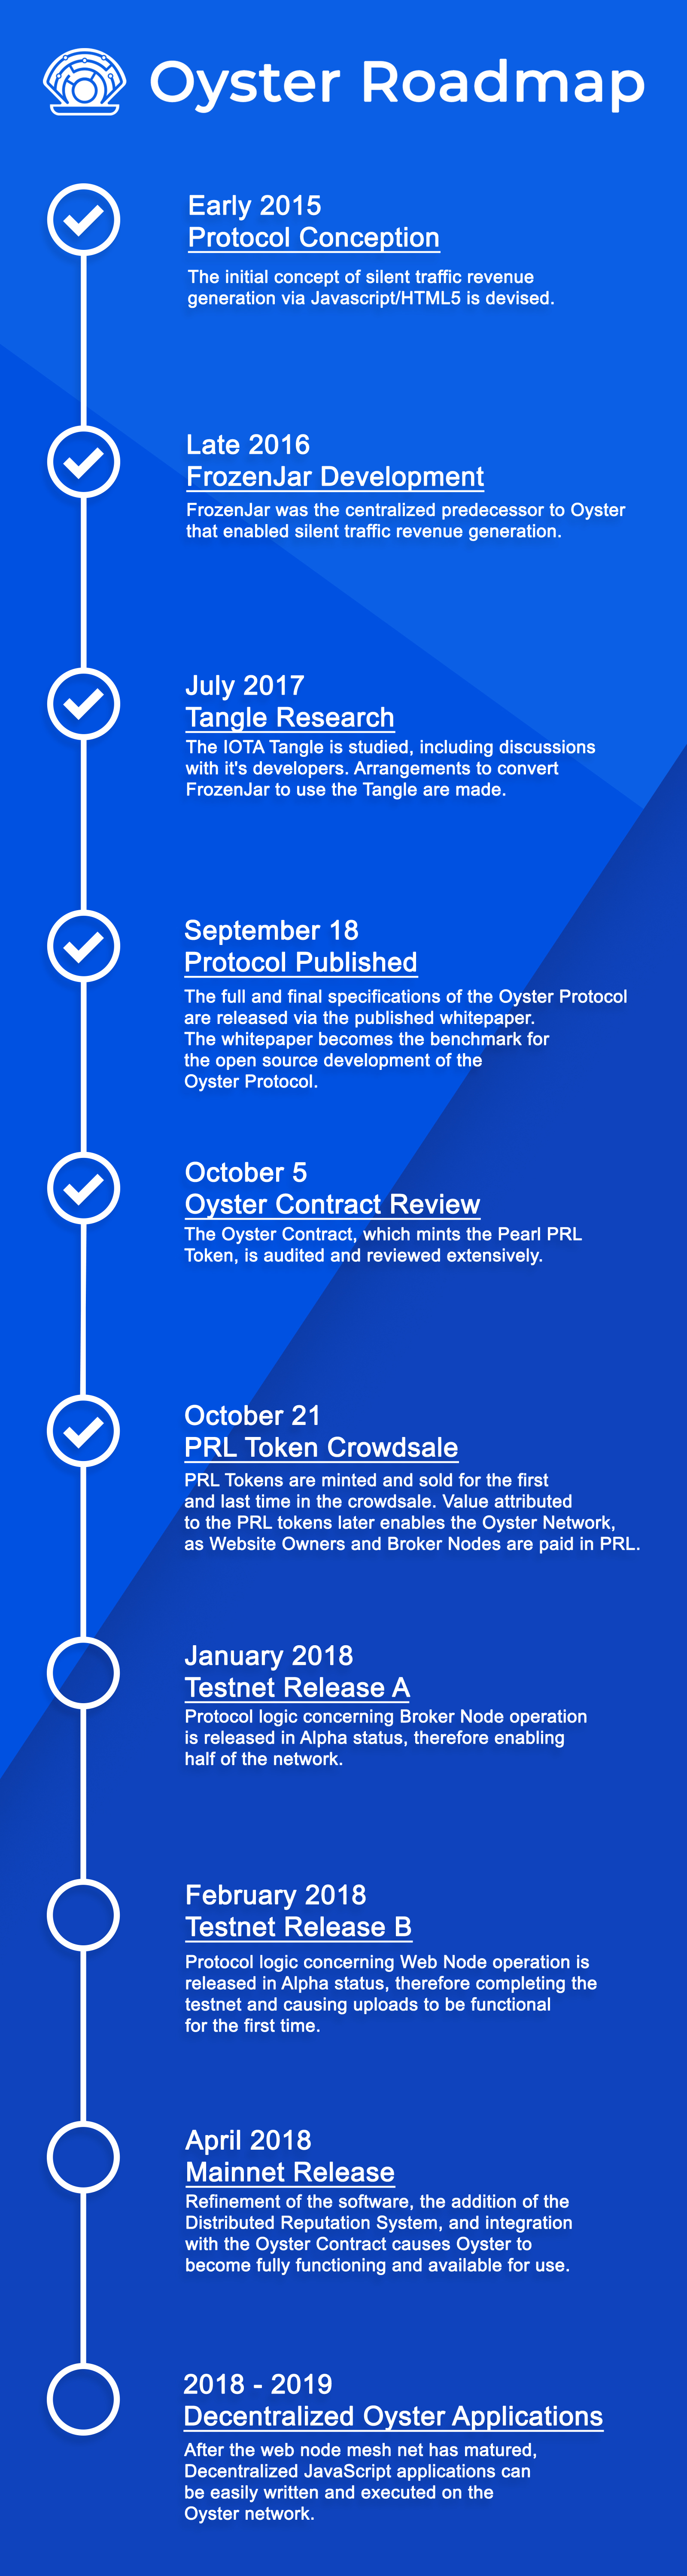 Oyster Roadmap
Early 2015
Protocol Conception
The initial concept of silent traffic revenue
generation via Javascript/HTML5 is devised.
Late 2016
FrozenJar Development
FrozenJar was the centralized predecessor to Oyster
that enabled silent traffic revenue generation.
July 2017
Tangle Research
The IOTA Tangle is studied, including discussions
with it's developers. Arrangements to convert
FrozenJar to use the Tangle are made.
September 18
Protocol Published
The full and final specifications of the Oyster Protocol
are released via the published whitepaper.
The whitepaper becomes the benchmark for
the open source development of the
Oyster Protocol.
October 5
Oyster Contract Review
The Oyster Contract, which mints the Pearl PRL
Token, is audited and reviewed extensively.
October 21
PRL Token Crowdsale
PRL Tokens are minted and sold for the first
and last time in the crowdsale. Value attributed
to the PRL tokens later enables the Oyster Network,
as Website Owners and Broker Nodes are paid in PRL.
January 2018
Testnet Release A
Protocol logic concerning Broker Node operation
is released in Alpha status, therefore enabling
half of the network.
February 2018
Testnet Release B
Protocol logic concerning Web Node operation is
released in Alpha status, therefore completing the
testnet and causing uploads to be functional
for the first time.
April 2018
Mainnet Release
Refinement of the software, the addition of the
Distributed Reputation System, and integration
with the Oyster Contract causes Oyster to
become fully functioning and available for use.
2018 - 2019
Decentralized Oyster Applications
After the web node mesh net has matured,
Decentralized JavaScript applications can
be easily written and executed on the
Oyster network.